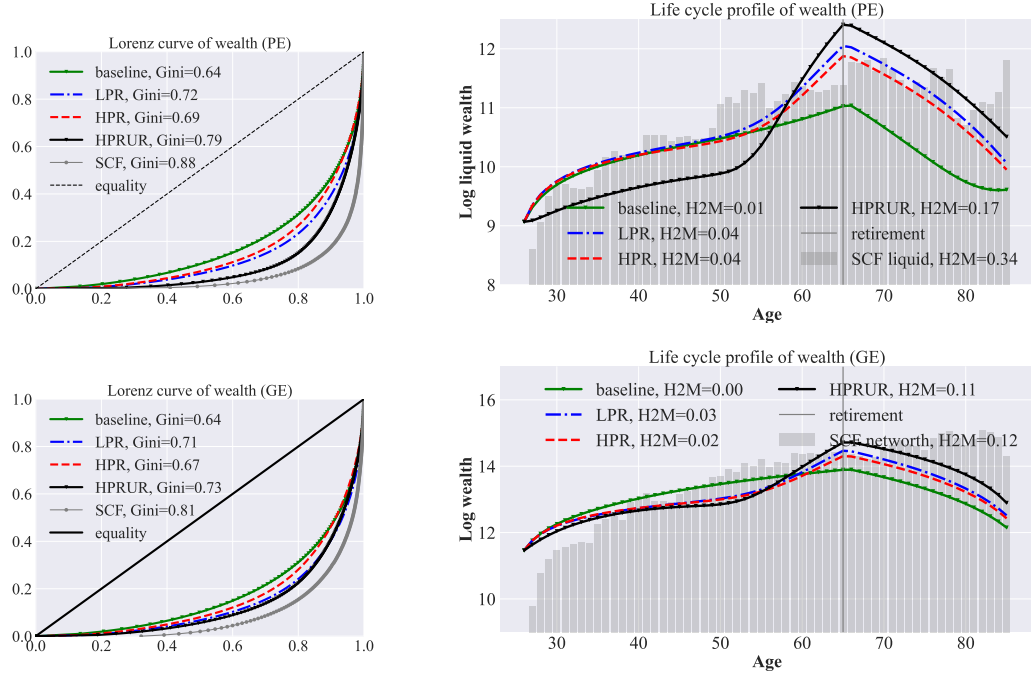 Lorenz curve of wealth (PE)
1.0
0.8
0.6
0.4
0.2
0.0
baseline, Gini=0.64
LPR, Gini=0.72
HPR, Gini=0.69
HPRUR, Gini=0.79
SCF, Gini=0.88
equality
0.0 0.2 0.4 0.6 0.8 1.0
Life cycle profile of wealth (PE)
Log liquid wealth
12
11
10
9
8
baseline, H2M=0.01
LPR, H2M=0.04
HPR, H2M=0.04
HPRUR, H2M=0.17
retirement
SCF liquid, H2M=0.34
30 40 50 60 70 80
Age
Lorenz curve of wealth (GE)
1.0
0.8
0.6
0.4
0.2
0.0
baseline, Gini=0.64
LPR, Gini=0.71
HPR, Gini=0.67
HPRUR, Gini=0.73
SCF, Gini=0.81
equality
0.0 0.2 0.4 0.6 0.8 1.0
Life cycle profile of wealth (GE)
Log wealth
16
14
12
10
baseline, H2M=0.00
LPR, H2M=0.03
HPR, H2M=0.02
HPRUR, H2M=0.11
retirement
SCF networth, H2M=0.12
30 40 50 60 70 80
Age